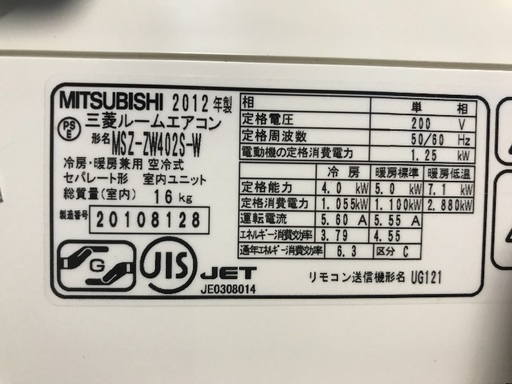 MITSUBISHI 2012年製
三菱ルームエアコン
形名 MSZ-ZW402S-W
冷房・暖房兼用 空冷式
セパレート形 室内ユニット
総質量(室内) 16kg
製造番号 20108128
G
JIS JET
JE0308014
相 単 相
定格電圧 200 V
定格周波数 50/60 Hz
電動機の定格消費電力 1.25 kW
冷房 暖房標準 暖房低温
定格能力 4.0 kW 5.0 kW 7.1 kW
定格消費電力 1.055kW 1.100kW 2.880kW
運転電流 5.60 A 5.55 A
エネルギー消費効率 3.79 4.55
通年エネルギー消費効率 6.3 区分 C
リモコン送信機形名 UG121